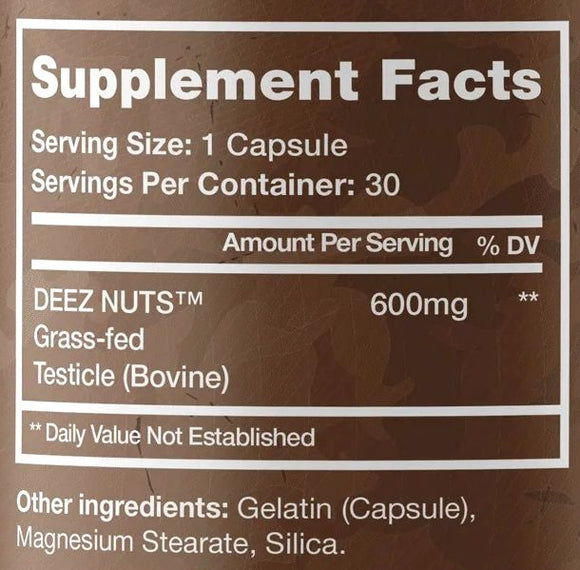 Supplement Facts
Serving Size: 1 Capsule
Servings Per Container: 30
Amount Per Serving % DV
DEEZ NUTS™ 600mg **
Grass-fed
Testicle (Bovine)
** Daily Value Not Established
Other ingredients: Gelatin (Capsule),
Magnesium Stearate, Silica.